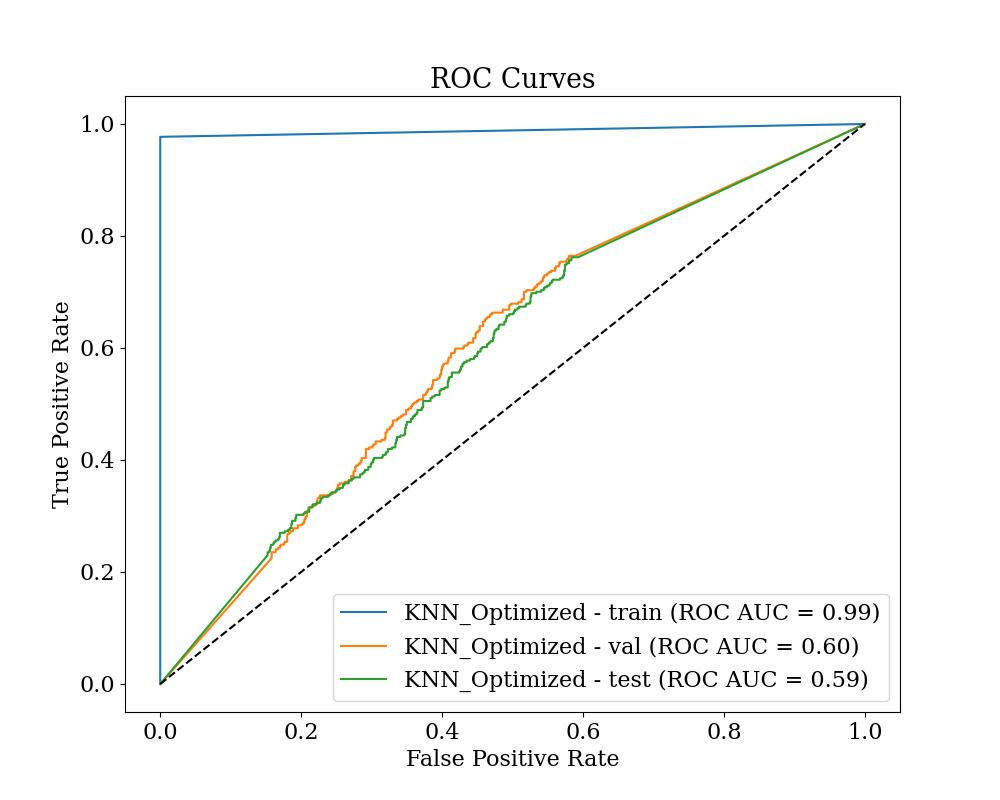 ROC Curves
True Positive Rate
1.0
0.8
0.6
0.4
0.2
0.0
KNN_Optimized - train (ROC AUC = 0.99)
KNN_Optimized - val (ROC AUC = 0.60)
KNN_Optimized - test (ROC AUC = 0.59)
0.0 0.2 0.4 0.6 0.8 1.0
False Positive Rate